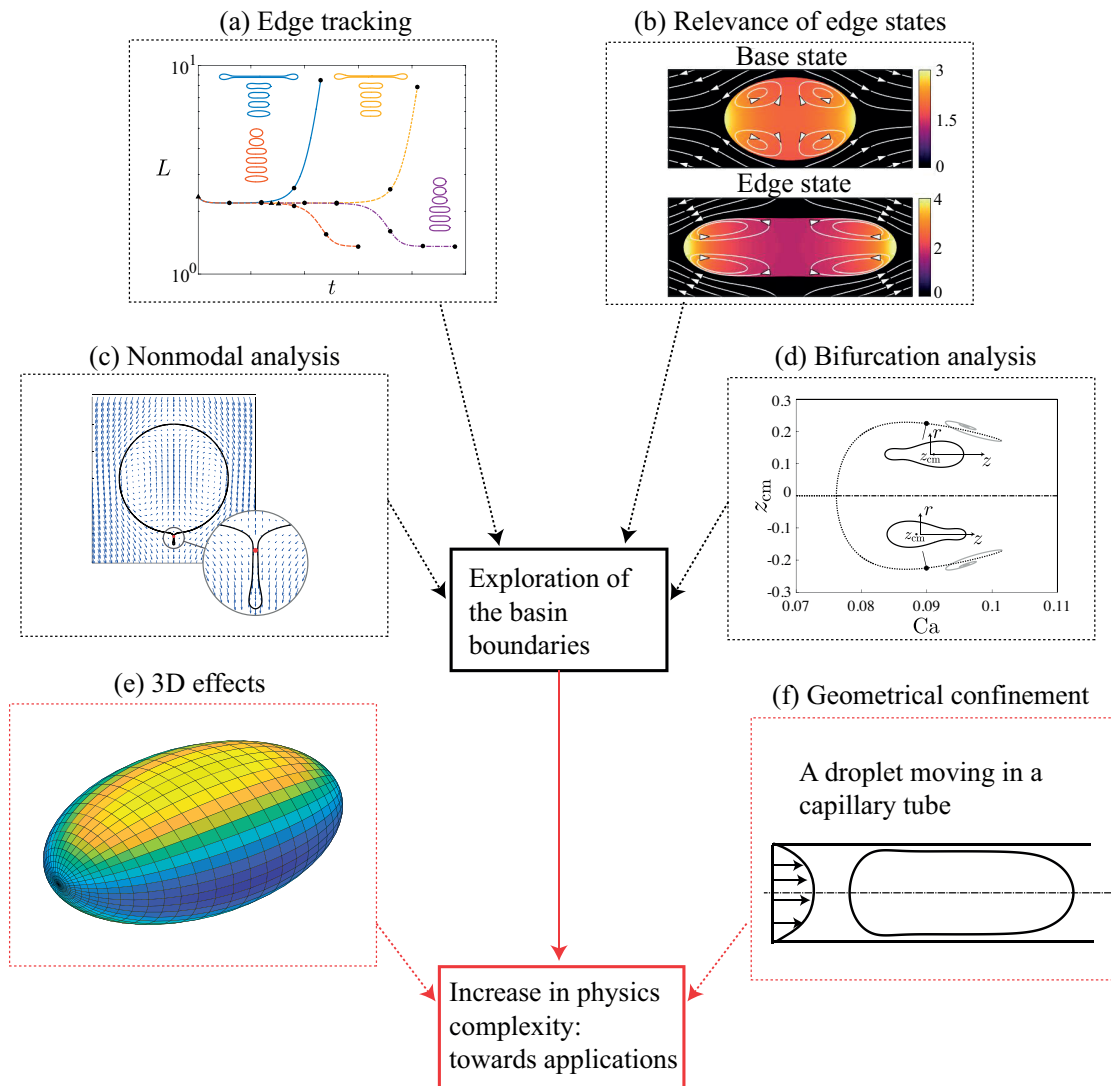 (a) Edge tracking
(b) Relevance of edge states
10^1
L
10^0
t
Base state
3
1.5
0
Edge state
4
3
2
0
(c) Nonmodal analysis
(d) Bifurcation analysis
0.3
0.2
0.1
0
-0.1
-0.2
-0.3
z_cm
r
z_cm
z
r
z_cm
z
0.07
0.08
0.09
0.1
0.11
Ca
Exploration of
the basin
boundaries
(e) 3D effects
(f) Geometrical confinement
A droplet moving in a
capillary tube
Increase in physics
complexity:
towards applications